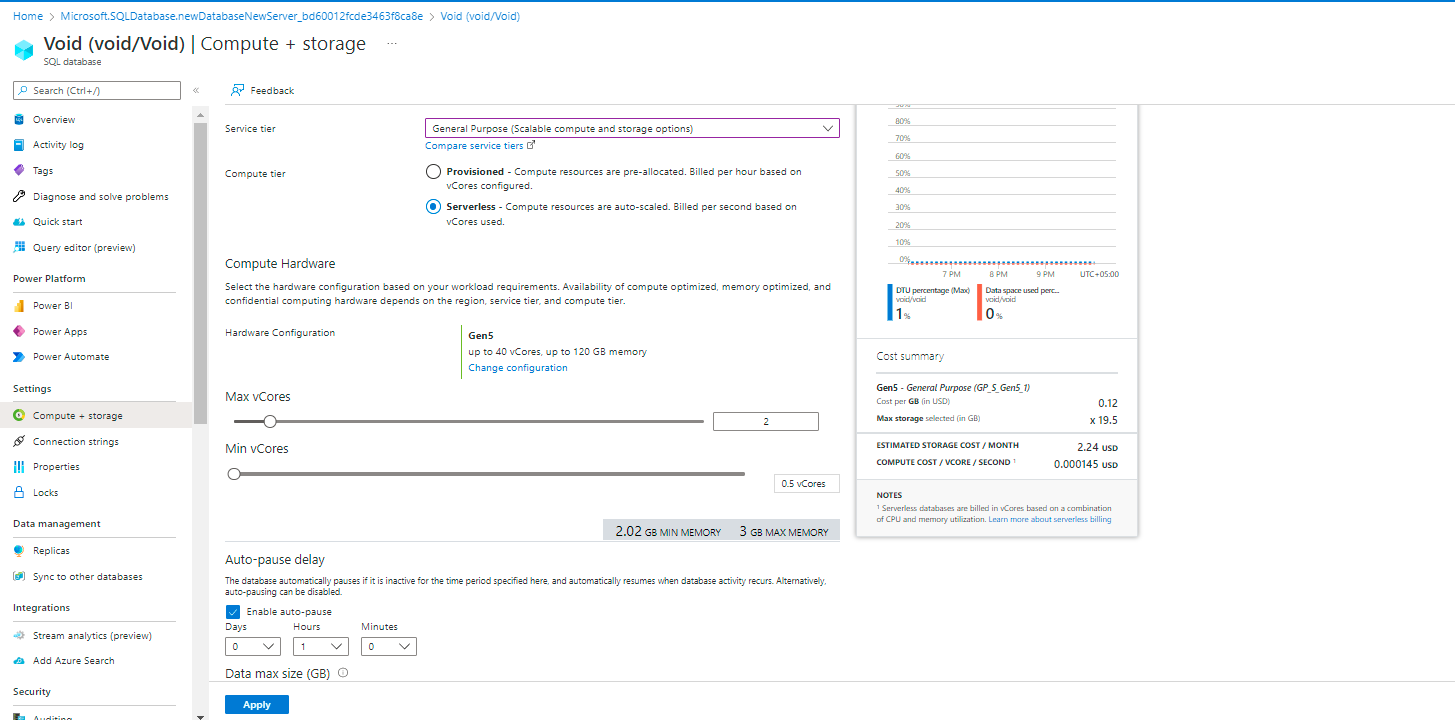 Home > Microsoft.SQLDatabase.newDatabaseNewServer_bd60012fcde3463f8ca8e > Void (void/Void)
Void (void/Void) | Compute + storage ...
SQL database
Search (Ctrl+/)
«
Overview
Activity log
Tags
Diagnose and solve problems
Quick start
Query editor (preview)
Power Platform
Power BI
Power Apps
Power Automate
Settings
Compute + storage
Connection strings
Properties
Locks
Data management
Replicas
Sync to other databases
Integrations
Stream analytics (preview)
Add Azure Search
Security
Auditing
Feedback
Service tier
General Purpose (Scalable compute and storage options)
Compare service tiers
Compute tier
Provisioned - Compute resources are pre-allocated. Billed per hour based on
vCores configured.
Serverless - Compute resources are auto-scaled. Billed per second based on
vCores used.
Compute Hardware
Select the hardware configuration based on your workload requirements. Availability of compute optimized, memory optimized, and
confidential computing hardware depends on the region, service tier, and compute tier.
Hardware Configuration
Gen5
up to 40 vCores, up to 120 GB memory
Change configuration
Max vCores
2
Min vCores
0.5 vCores
2.02 GB MIN MEMORY 3 GB MAX MEMORY
Auto-pause delay
The database automatically pauses if it is inactive for the time period specified here, and automatically resumes when database activity recurs. Alternatively,
auto-pausing can be disabled.
Enable auto-pause
Days Hours Minutes
0 1 0
Data max size (GB)
Apply
80%
70%
60%
50%
40%
30%
20%
10%
0%
7 PM 8 PM 9 PM UTC+05:00
DTU percentage (Max)
void/void
1 %
Data space used perc...
void/void
0 %
Cost summary
Gen5 - General Purpose (GP_S_Gen5_1)
Cost per GB (in USD) 0.12
Max storage selected (in GB) x 19.5
ESTIMATED STORAGE COST / MONTH 2.24 USD
COMPUTE COST / VCORE / SECOND 1 0.000145 USD
NOTES
1 Serverless databases are billed in vCores based on a combination
of CPU and memory utilization. Learn more about serverless billing